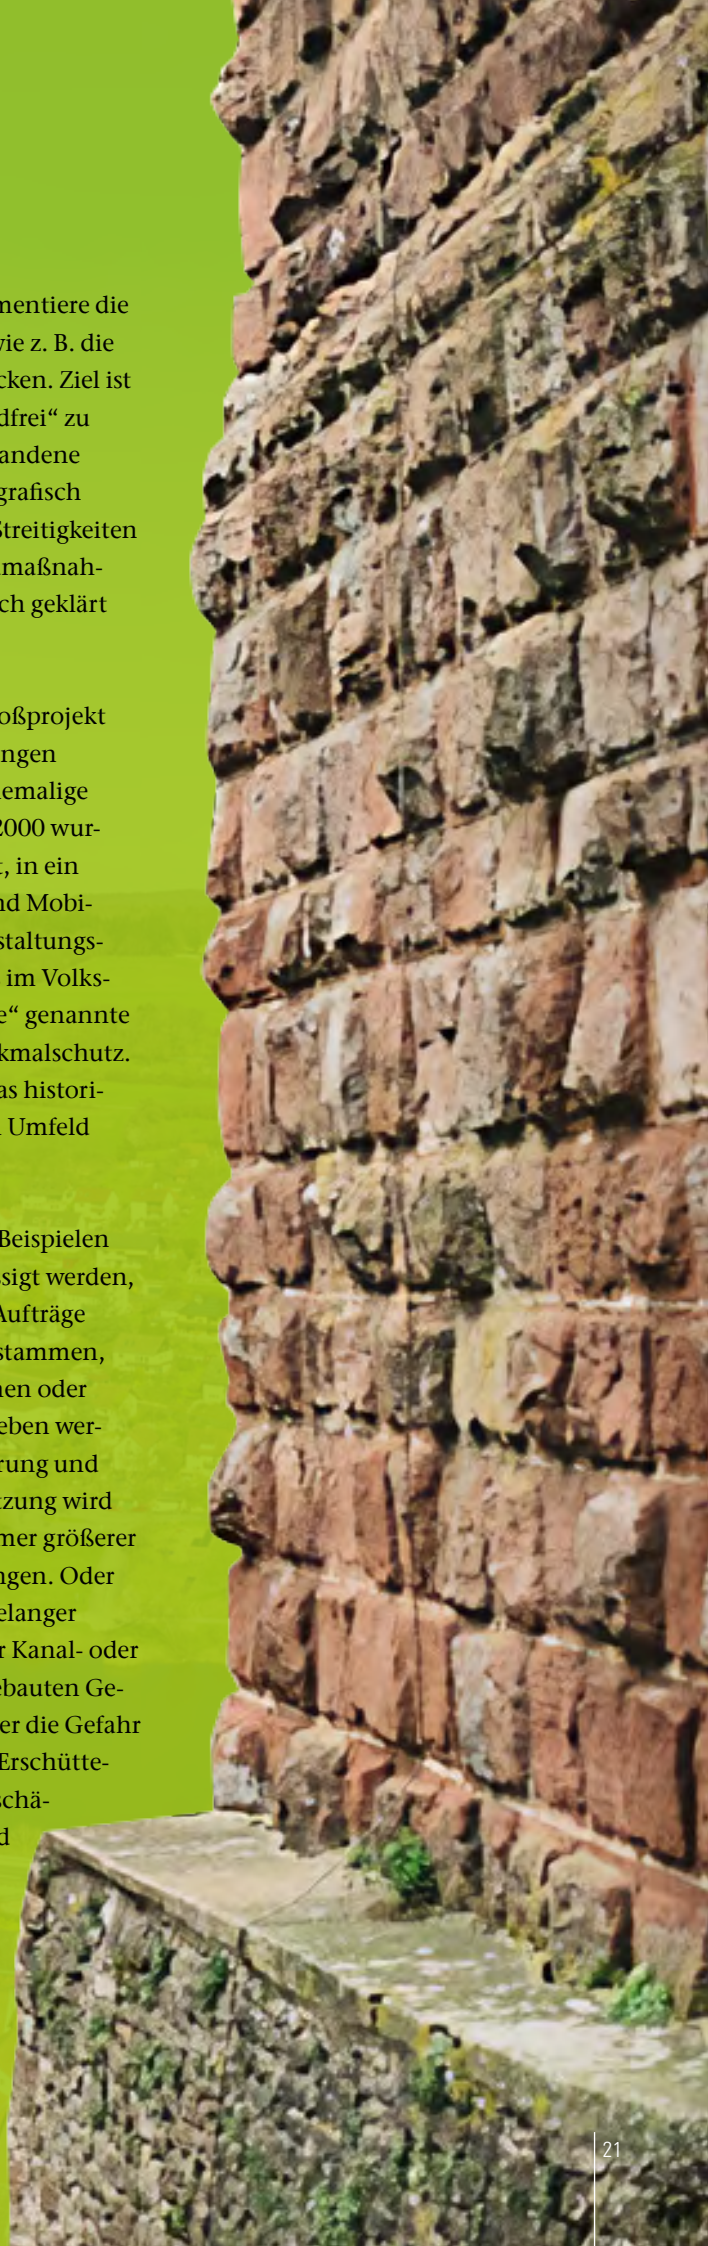 mentiere die
wie z. B. die
cken. Ziel ist
dfrei“ zu
andene
grafisch
Streitigkeiten
maßnah-
ch geklärt
oßprojekt
ngen
emalige
2000 wur-
, in ein
nd Mobi-
staltungs-
im Volks-
e“ genannte
kmalschutz.
as histori-
Umfeld
Beispielen
ssigt werden,
Aufträge
stammen,
nen oder
eben wer-
rung und
tzung wird
mer größerer
ngen. Oder
elanger
r Kanal- oder
ebauten Ge-
er die Gefahr
Erschütte-
schä-
d
21